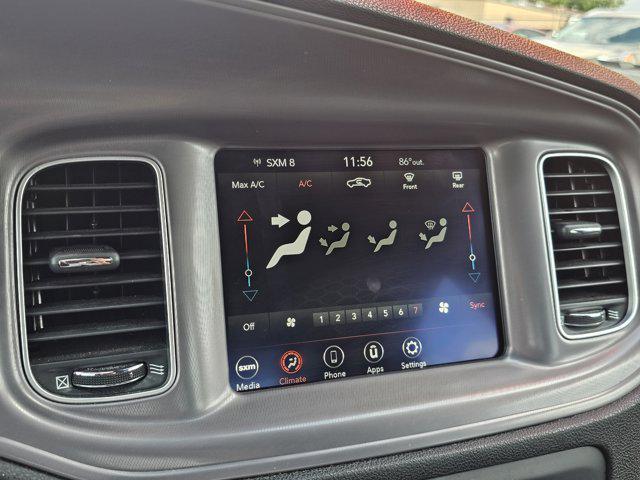 SXM 8 11:56 86° out.
Max A/C A/C Front Rear
Off 1 2 3 4 5 6 7 Sync
sxm
Media Climate Phone Apps Settings